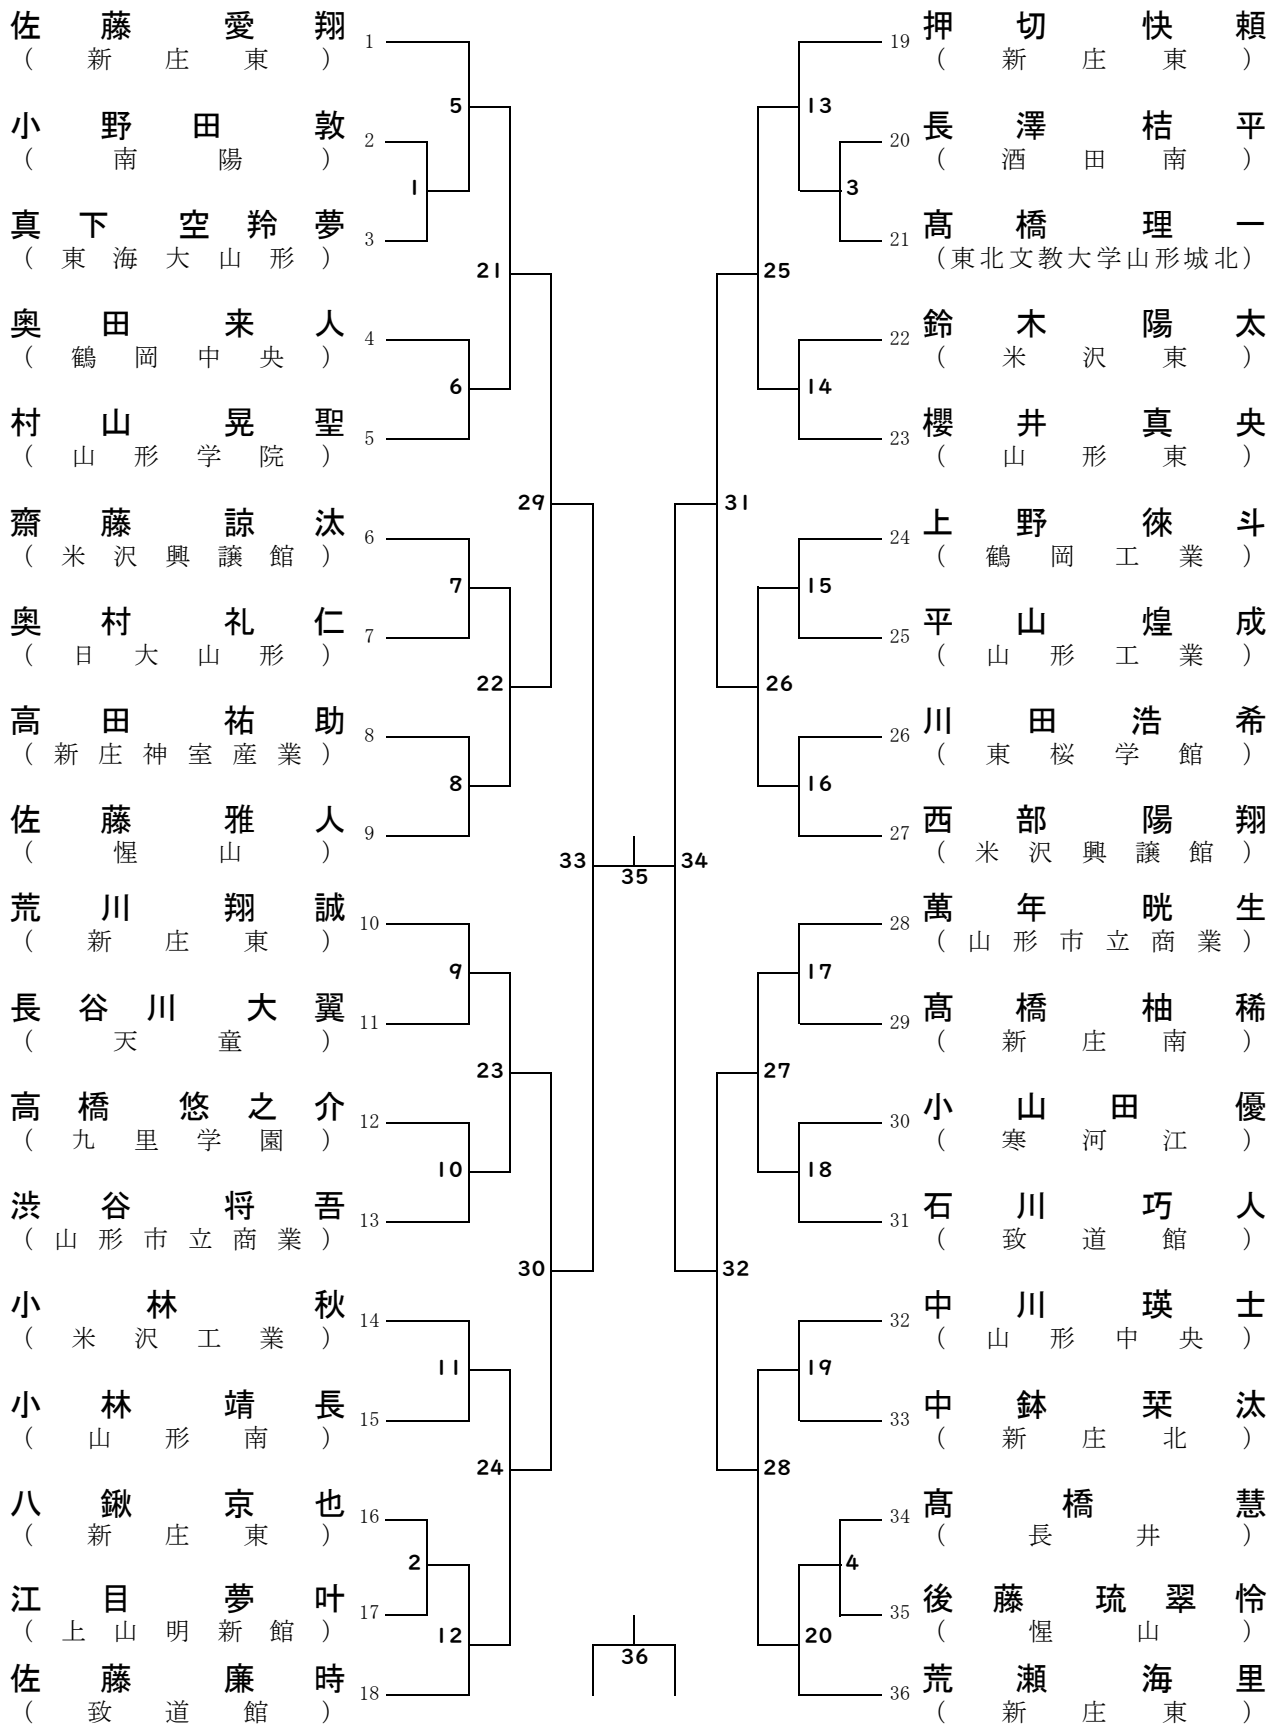 佐藤愛翔 1
(新庄東)
5
小野田敦 2
(南陽)
1
真下空羚夢 3
(東海大山形)
21
奥田来人 4
(鶴岡中央)
6
村山晃聖 5
(山形学院)
29
齋藤諒汰 6
(米沢興譲館)
7
奥村礼仁 7
(日大山形)
22
高田祐助 8
(新庄神室産業)
8
佐藤雅人 9
(惺山)
33
荒川翔誠 10
(新庄東)
9
長谷川大翼 11
(天童)
23
高橋悠之介 12
(九里学園)
10
渋谷将吾 13
(山形市立商業)
30
小林秋 14
(米沢工業)
11
小林靖長 15
(山形南)
24
八鍬京也 16
(新庄東)
2
江目夢叶 17
(上山明新館)
12
佐藤廉時 18
(致道館)
35
36
19 押切快頼
(新庄東)
13
20 長澤桔平
(酒田南)
3
21 髙橋理一
(東北文教大学山形城北)
25
22 鈴木陽太
(米沢東)
14
23 櫻井真央
(山形東)
31
24 上野徠斗
(鶴岡工業)
15
25 平山煌成
(山形工業)
26
26 川田浩希
(東桜学館)
16
27 西部陽翔
(米沢興譲館)
34
28 萬年晄生
(山形市立商業)
17
29 髙橋柚稀
(新庄南)
27
30 小山田優
(寒河江)
18
31 石川巧人
(致道館)
32
32 中川瑛士
(山形中央)
19
33 中鉢栞汰
(新庄北)
28
34 髙橋慧
(長井)
4
35 後藤琉翠怜
(惺山)
20
36 荒瀬海里
(新庄東)